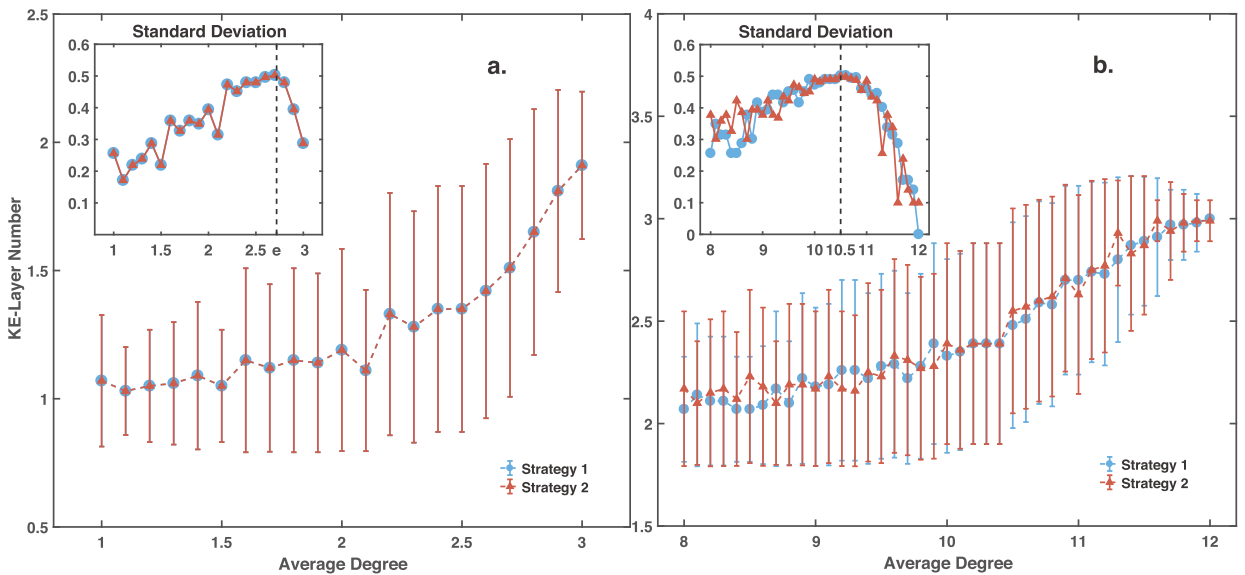 Standard Deviation
a.
0.6
0.5
0.4
0.3
0.2
0.1
1 1.5 2 2.5 e 3
2.5
2
1.5
1
0.5
KE-Layer Number
Strategy 1
Strategy 2
1 1.5 2 2.5 3
Average Degree
Standard Deviation
b.
0.6
0.5
0.4
0.3
0.2
0.1
0
8 9 10 10.5 11 12
4
3.5
3
2.5
2
1.5
Strategy 1
Strategy 2
8 9 10 11 12
Average Degree